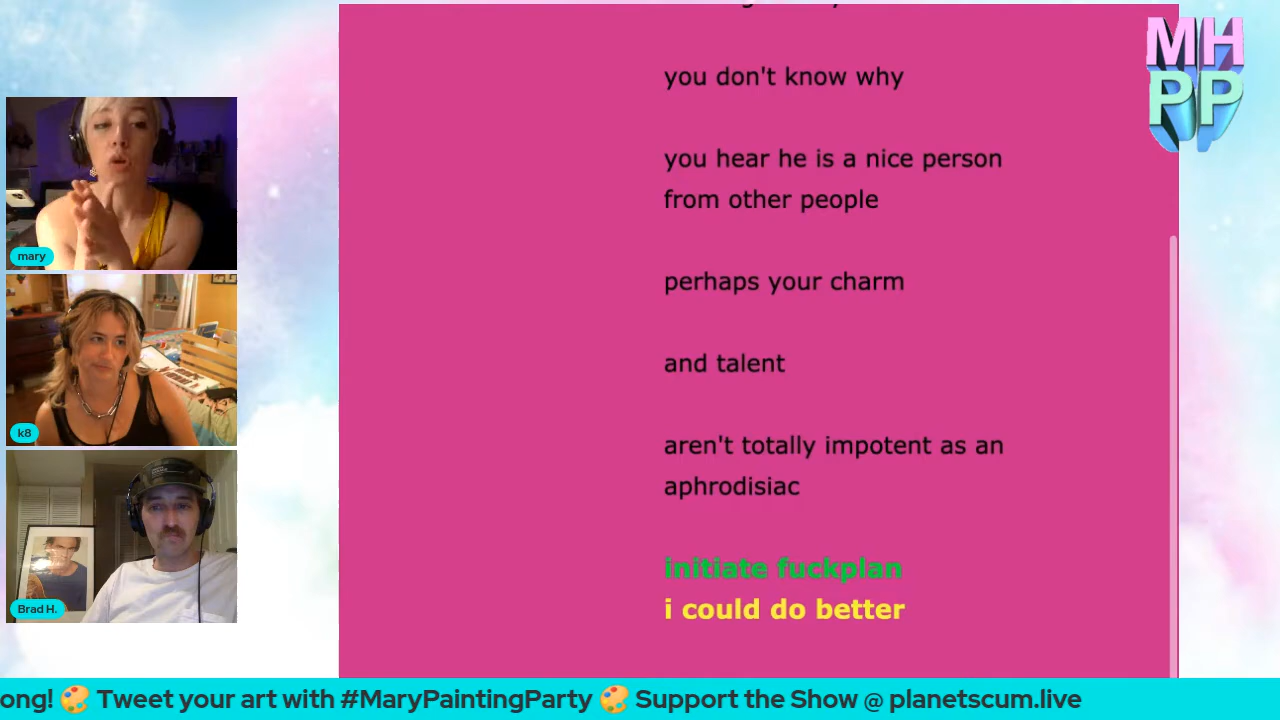 MH
PP
you don't know why
you hear he is a nice person
from other people
perhaps your charm
and talent
aren't totally impotent as an
aphrodisiac
initiate fuckplan
i could do better
mary
k8
Brad H.
ong! 🎨 Tweet your art with #MaryPaintingParty 🎨 Support the Show @ planetscum.live